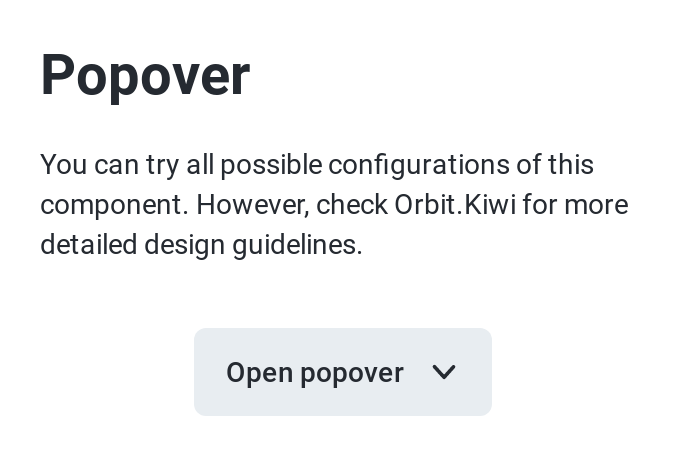 Popover
You can try all possible configurations of this
component. However, check Orbit.Kiwi for more
detailed design guidelines.
Open popover